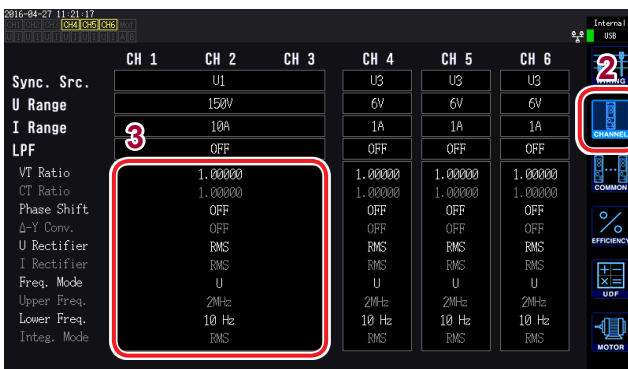 2016-04-27 11:21:17
CH1 CH2 CH3 CH4 CH5 CH6 Mot
U I U I U I U I U I U I A B
Internal
USB
CH 1 CH 2 CH 3 CH 4 CH 5 CH 6
2
WIRING
Sync. Src. U1 U3 U3 U3
U Range 150V 6V 6V 6V
I Range 10A 1A 1A 1A
CHANNEL
3
LPF OFF OFF OFF OFF
VT Ratio 1.00000 1.00000 1.00000 1.00000
CT Ratio 1.00000 1.00000 1.00000 1.00000
COMMON
Phase Shift OFF OFF OFF OFF
Δ-Y Conv. OFF OFF OFF OFF
U Rectifier RMS RMS RMS RMS
EFFICIENCY
I Rectifier RMS RMS RMS RMS
Freq. Mode U U U U
Upper Freq. 2MHz 2MHz 2MHz 2MHz
UDF
Lower Freq. 10 Hz 10 Hz 10 Hz 10 Hz
Integ. Mode RMS RMS RMS RMS
MOTOR